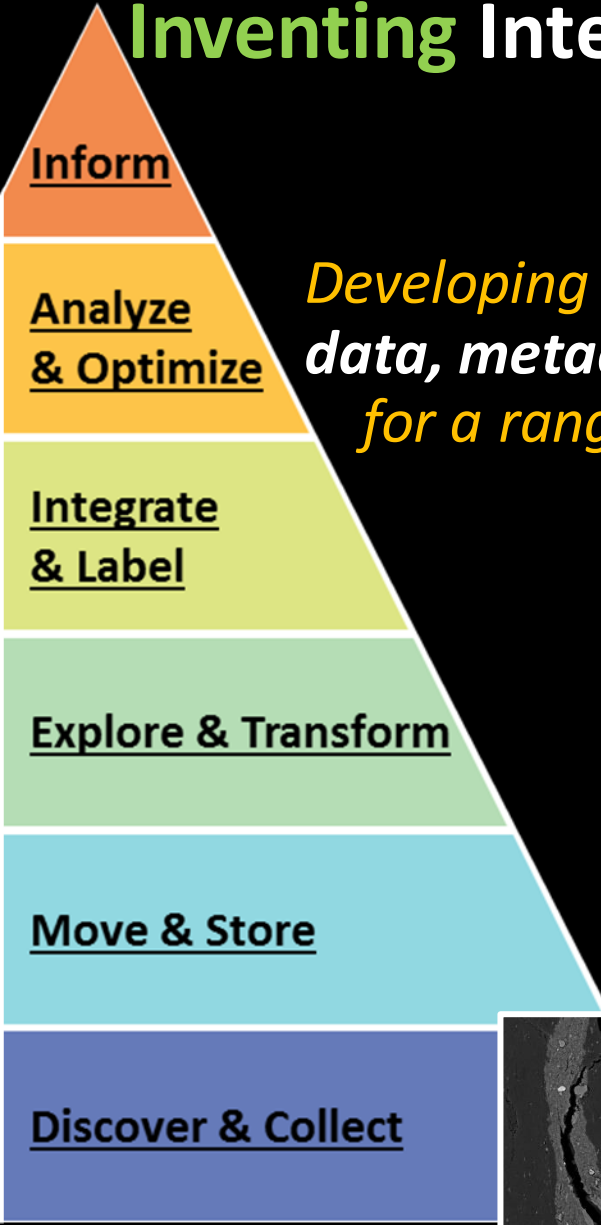 Inventing
Inform
Developing
data,
for a
Analyze
& Optimize
Integrate
& Label
Explore & Transform
Move & Store
Discover & Collect